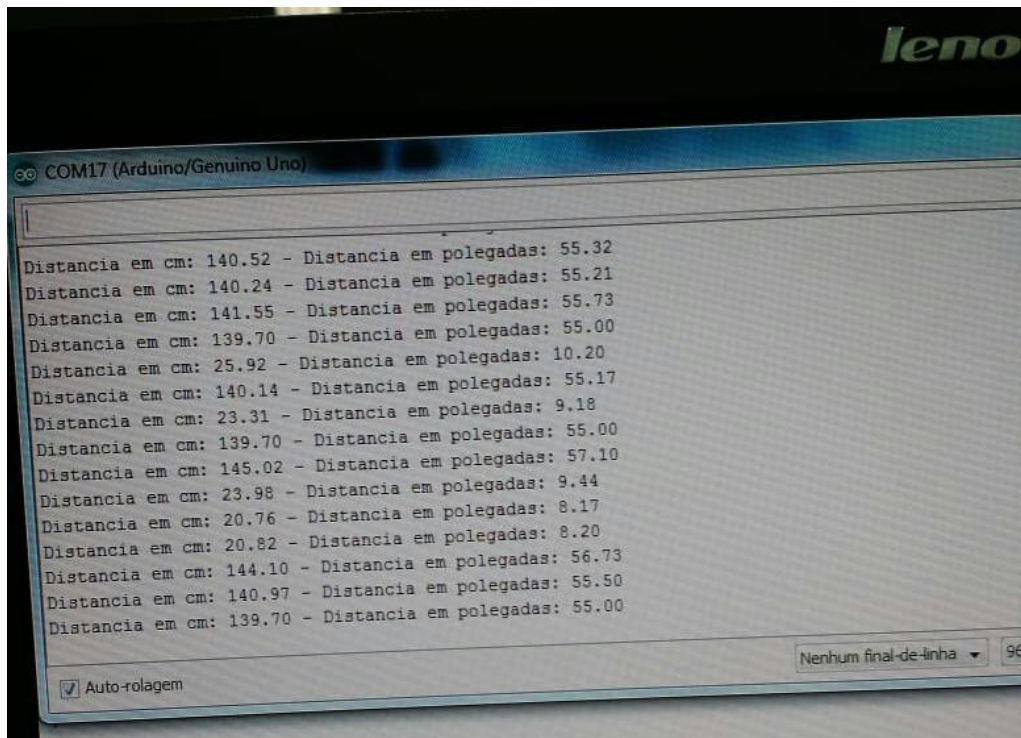 leno
COM17 (Arduino/Genuino Uno)
Distancia em cm: 140.52 - Distancia em polegadas: 55.32
Distancia em cm: 140.24 - Distancia em polegadas: 55.21
Distancia em cm: 141.55 - Distancia em polegadas: 55.73
Distancia em cm: 139.70 - Distancia em polegadas: 55.00
Distancia em cm: 25.92 - Distancia em polegadas: 10.20
Distancia em cm: 140.14 - Distancia em polegadas: 55.17
Distancia em cm: 23.31 - Distancia em polegadas: 9.18
Distancia em cm: 139.70 - Distancia em polegadas: 55.00
Distancia em cm: 145.02 - Distancia em polegadas: 57.10
Distancia em cm: 23.98 - Distancia em polegadas: 9.44
Distancia em cm: 20.76 - Distancia em polegadas: 8.17
Distancia em cm: 20.82 - Distancia em polegadas: 8.20
Distancia em cm: 144.10 - Distancia em polegadas: 56.73
Distancia em cm: 140.97 - Distancia em polegadas: 55.50
Distancia em cm: 139.70 - Distancia em polegadas: 55.00
Auto-rolagem
Nenhum final-de-linha
96